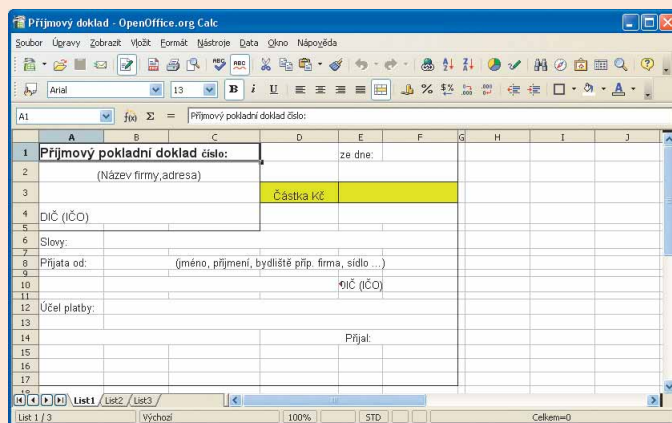 Příjmový doklad - OpenOffice.org Calc
Soubor Úpravy Zobrazit Vložit Formát Nástroje Data Okno Nápověda
Arial 13 B i U
A1 f(x) Σ = Příjmový pokladní doklad číslo:
A B C D E F G H I J
1 Příjmový pokladní doklad číslo: ze dne:
2 (Název firmy,adresa)
3 Částka Kč
4 DIČ (IČO)
5
6 Slovy:
7
8 Přijata od: (jméno, příjmení, bydliště příp. firma, sídlo ...)
9
10 DIČ (IČO)
11
12 Účel platby:
13
14 Přijal:
15
16
17
18
List1 List2 List3
List 1 / 3 Výchozí 100% STD Celkem=0